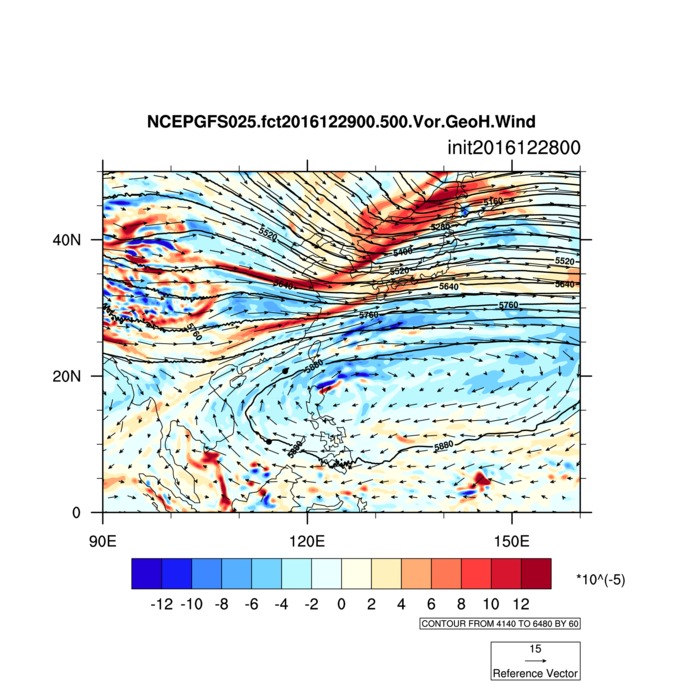 NCEPGFS025.fct2016122900.500.Vor.GeoH.Wind
init2016122800
5160
5280
5520
40N
5400
5520
5520
5640
5640
5640
5760
5760
5760
5880
20N
5880
5880
0
90E 120E 150E
-12 -10 -8 -6 -4 -2 0 2 4 6 8 10 12
*10^(-5)
CONTOUR FROM 4140 TO 6480 BY 60
15
Reference Vector